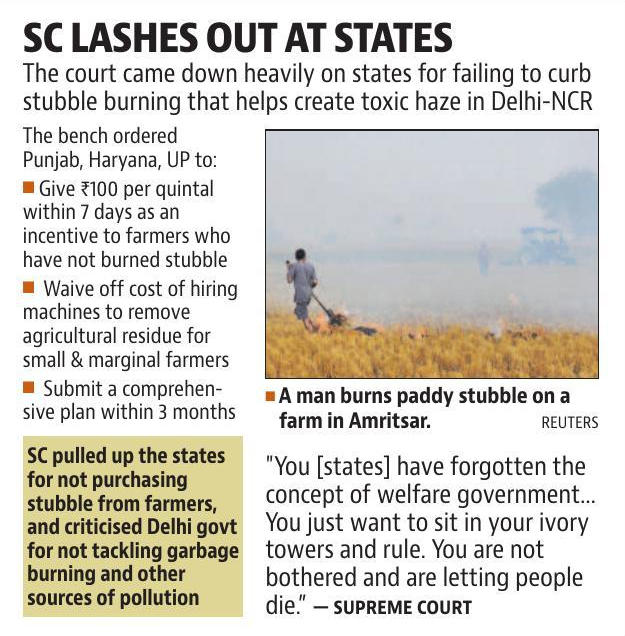 SC LASHES OUT AT STATES
The court came down heavily on states for failing to curb
stubble burning that helps create toxic haze in Delhi-NCR
The bench ordered
Punjab, Haryana, UP to:
■ Give ₹100 per quintal
within 7 days as an
incentive to farmers who
have not burned stubble
■ Waive off cost of hiring
machines to remove
agricultural residue for
small & marginal farmers
■ Submit a comprehen-
sive plan within 3 months
SC pulled up the states
for not purchasing
stubble from farmers,
and criticised Delhi govt
for not tackling garbage
burning and other
sources of pollution
■ A man burns paddy stubble on a
farm in Amritsar. REUTERS
"You [states] have forgotten the
concept of welfare government...
You just want to sit in your ivory
towers and rule. You are not
bothered and are letting people
die.” — SUPREME COURT